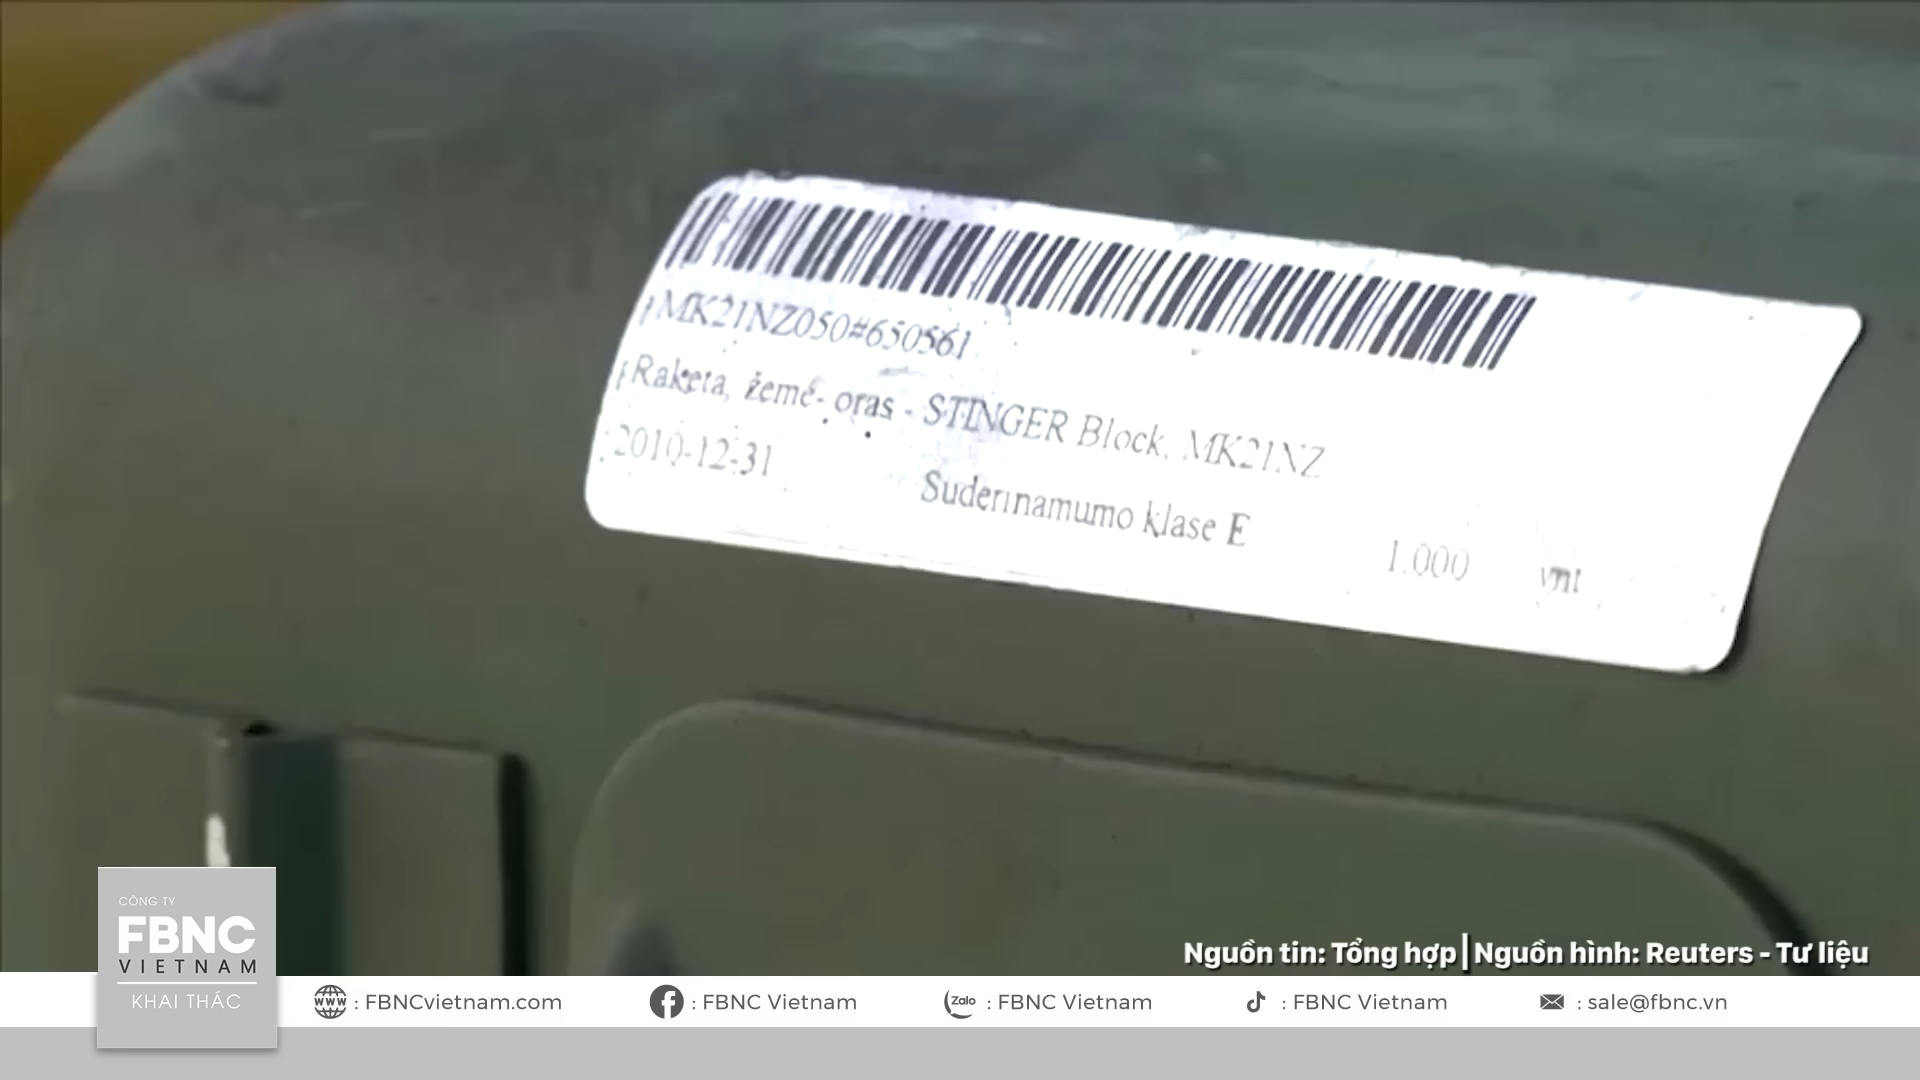 MK21NZ050#650561
Raketa, žemė- oras - STINGER Block, MK21NZ
2010-12-31
Suderinamumo klase E
1.000 vnt
Nguồn tin: Tổng hợp | Nguồn hình: Reuters - Tư liệu
CÔNG TY
FBNC
VIETNAM
KHAI THÁC
www : FBNCvietnam.com
: FBNC Vietnam
Zalo : FBNC Vietnam
: FBNC Vietnam
: sale@fbnc.vn